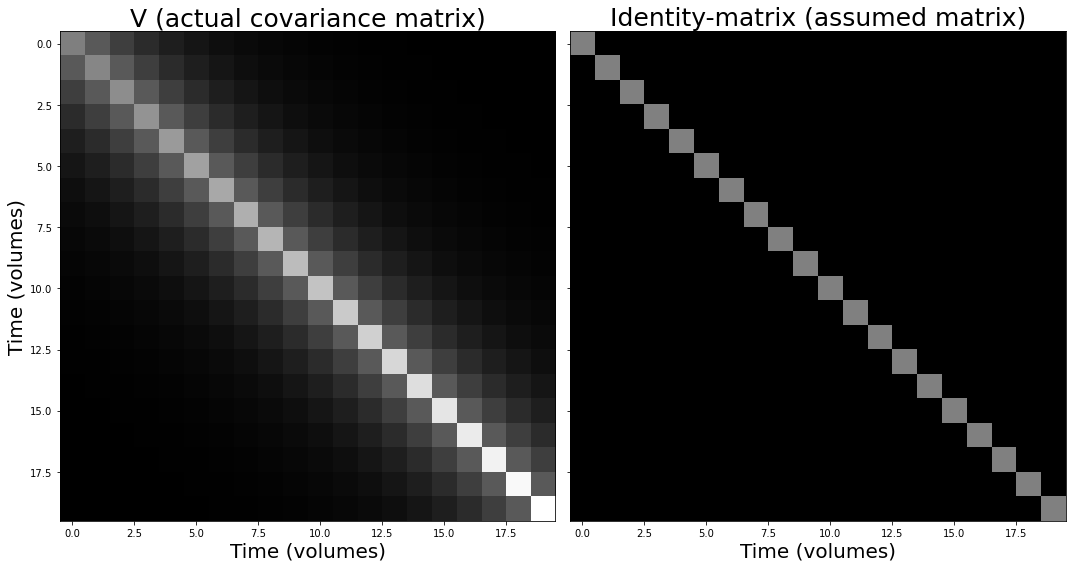 V (actual covariance matrix)
Identity-matrix (assumed matrix)
Time (volumes)
0.0
2.5
5.0
7.5
10.0
12.5
15.0
17.5
0.0 2.5 5.0 7.5 10.0 12.5 15.0 17.5
Time (volumes)
0.0 2.5 5.0 7.5 10.0 12.5 15.0 17.5
Time (volumes)